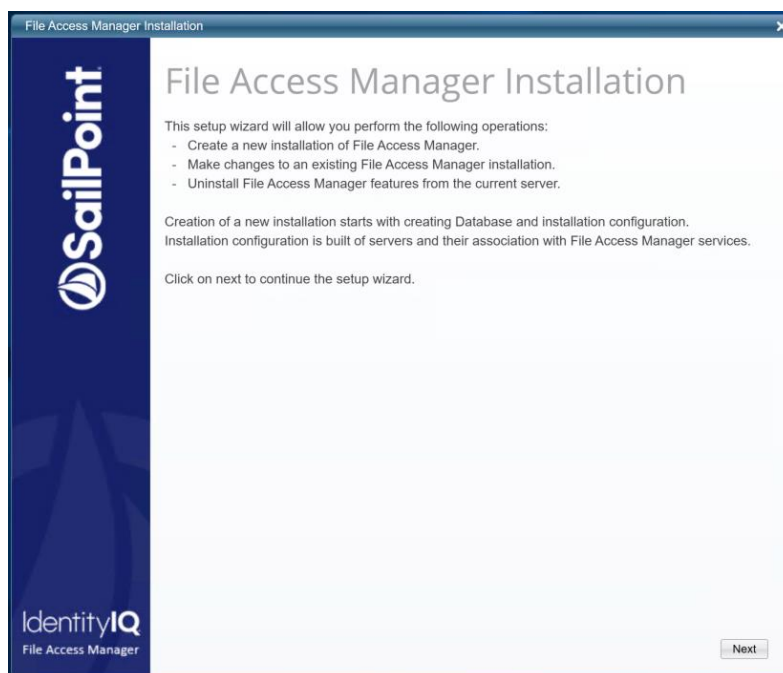 File Access Manager Installation
SailPoint
File Access Manager Installation
This setup wizard will allow you perform the following operations:
- Create a new installation of File Access Manager.
- Make changes to an existing File Access Manager installation.
- Uninstall File Access Manager features from the current server.
Creation of a new installation starts with creating Database and installation configuration.
Installation configuration is built of servers and their association with File Access Manager services.
Click on next to continue the setup wizard.
IdentityIQ
File Access Manager
Next